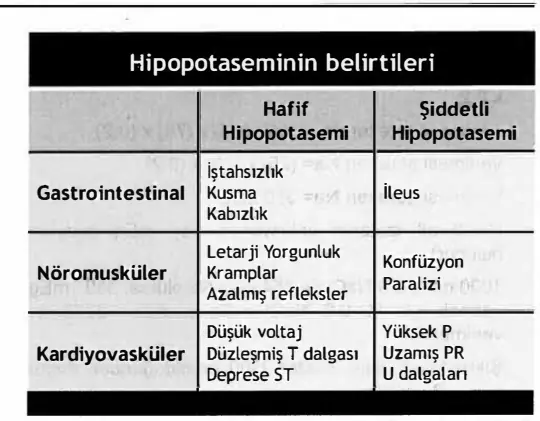 Hipopotaseminin belirtileri
Hafif Hipopotasemi
Şiddetli Hipopotasemi
Gastrointestinal
İştahsızlık
Kusma
Kabızlık
İleus
Nöromusküler
Letarji Yorgunluk
Kramplar
Azalmış refleksler
Konfüzyon
Paralizi
Kardiyovasküler
Düşük voltaj
Düzleşmiş T dalgası
Deprese ST
Yüksek P
Uzamış PR
U dalgaları